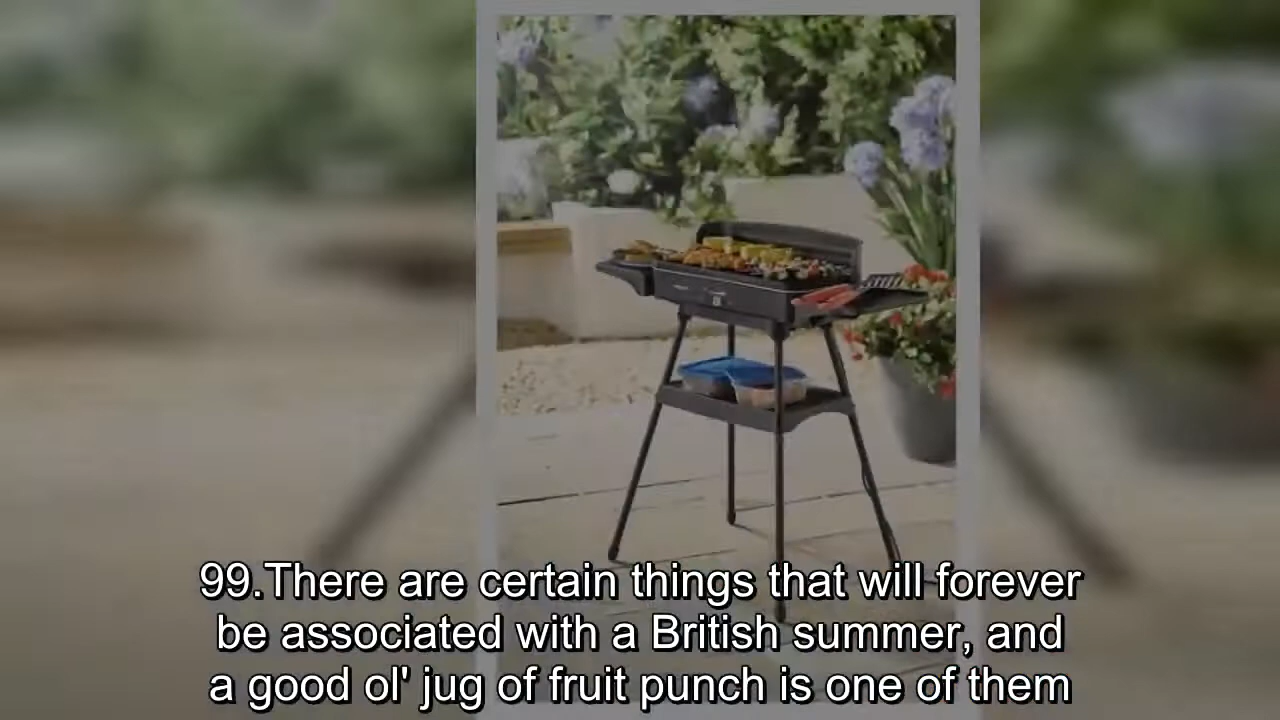 99.There are certain things that will forever
be associated with a British summer, and
a good ol' jug of fruit punch is one of them